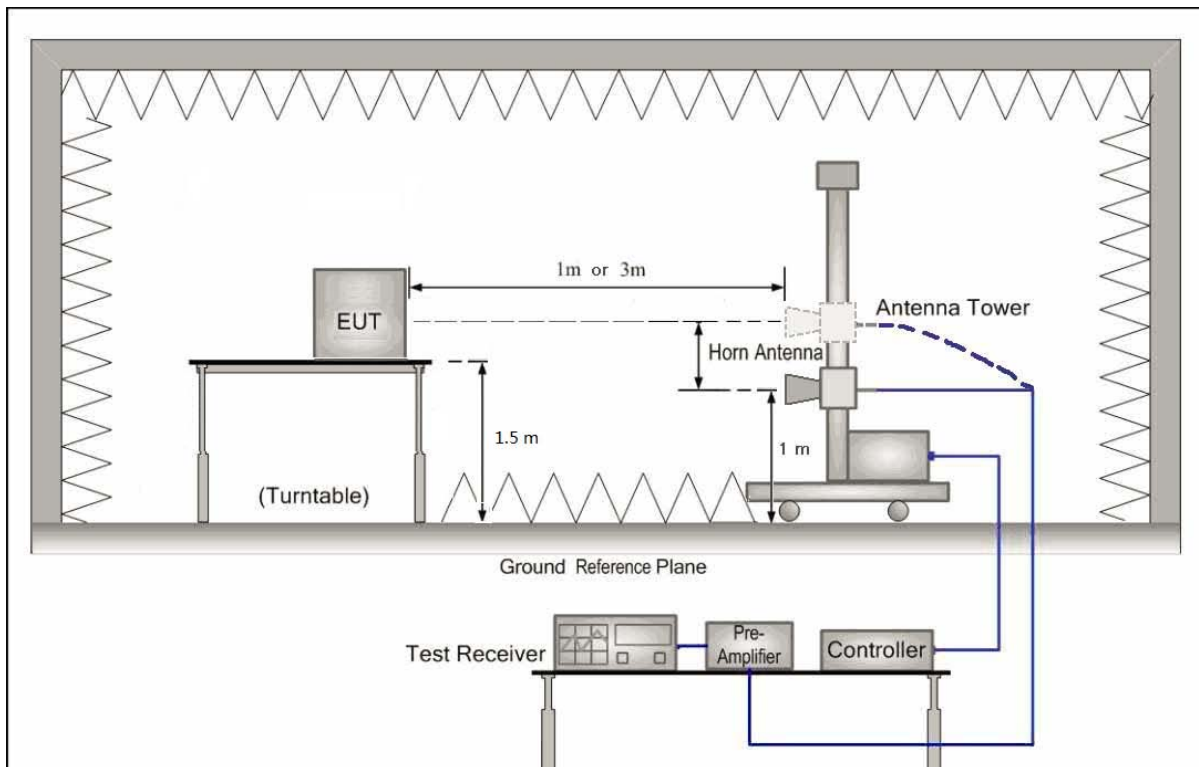 1m or 3m
EUT
Antenna Tower
Horn Antenna
1.5 m
1 m
(Turntable)
Ground Reference Plane
Test Receiver
Pre-
Amplifier
Controller